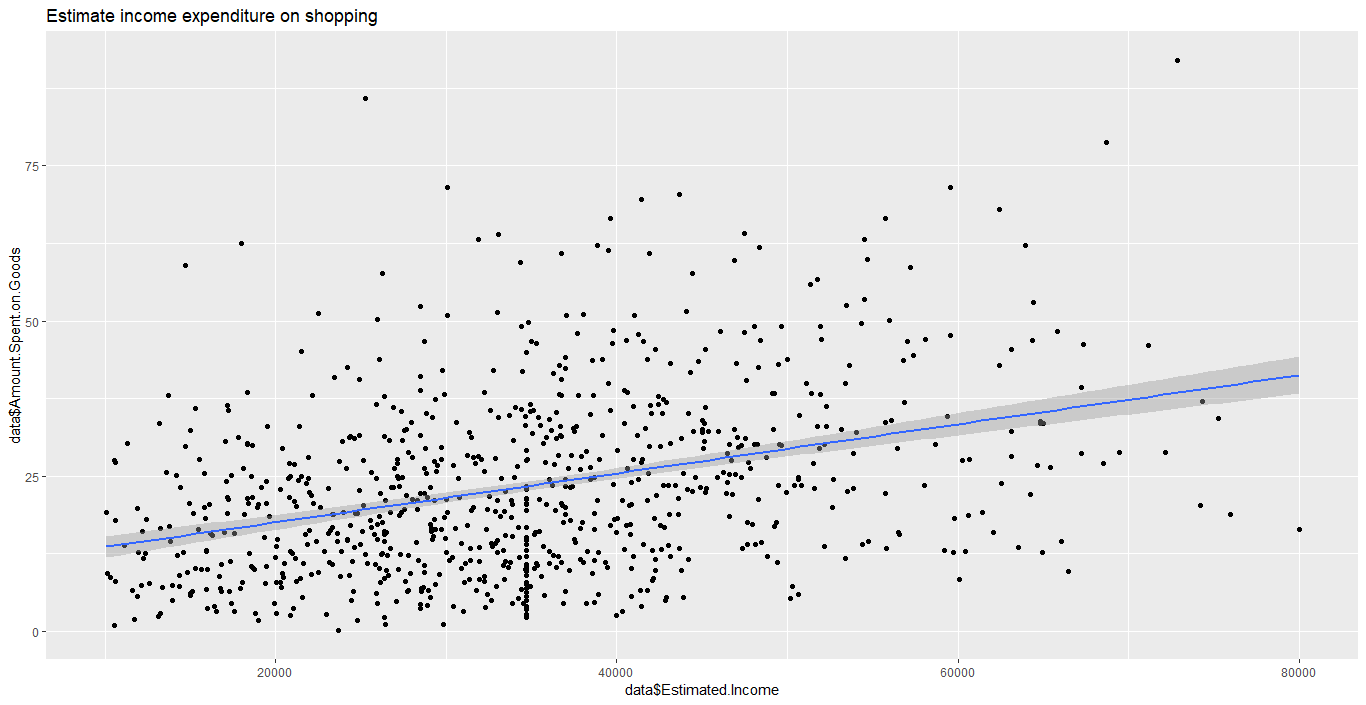 Estimate income expenditure on shopping
data$Amount.Spent.on.Goods
75
50
25
0
20000
40000
60000
80000
data$Estimated.Income